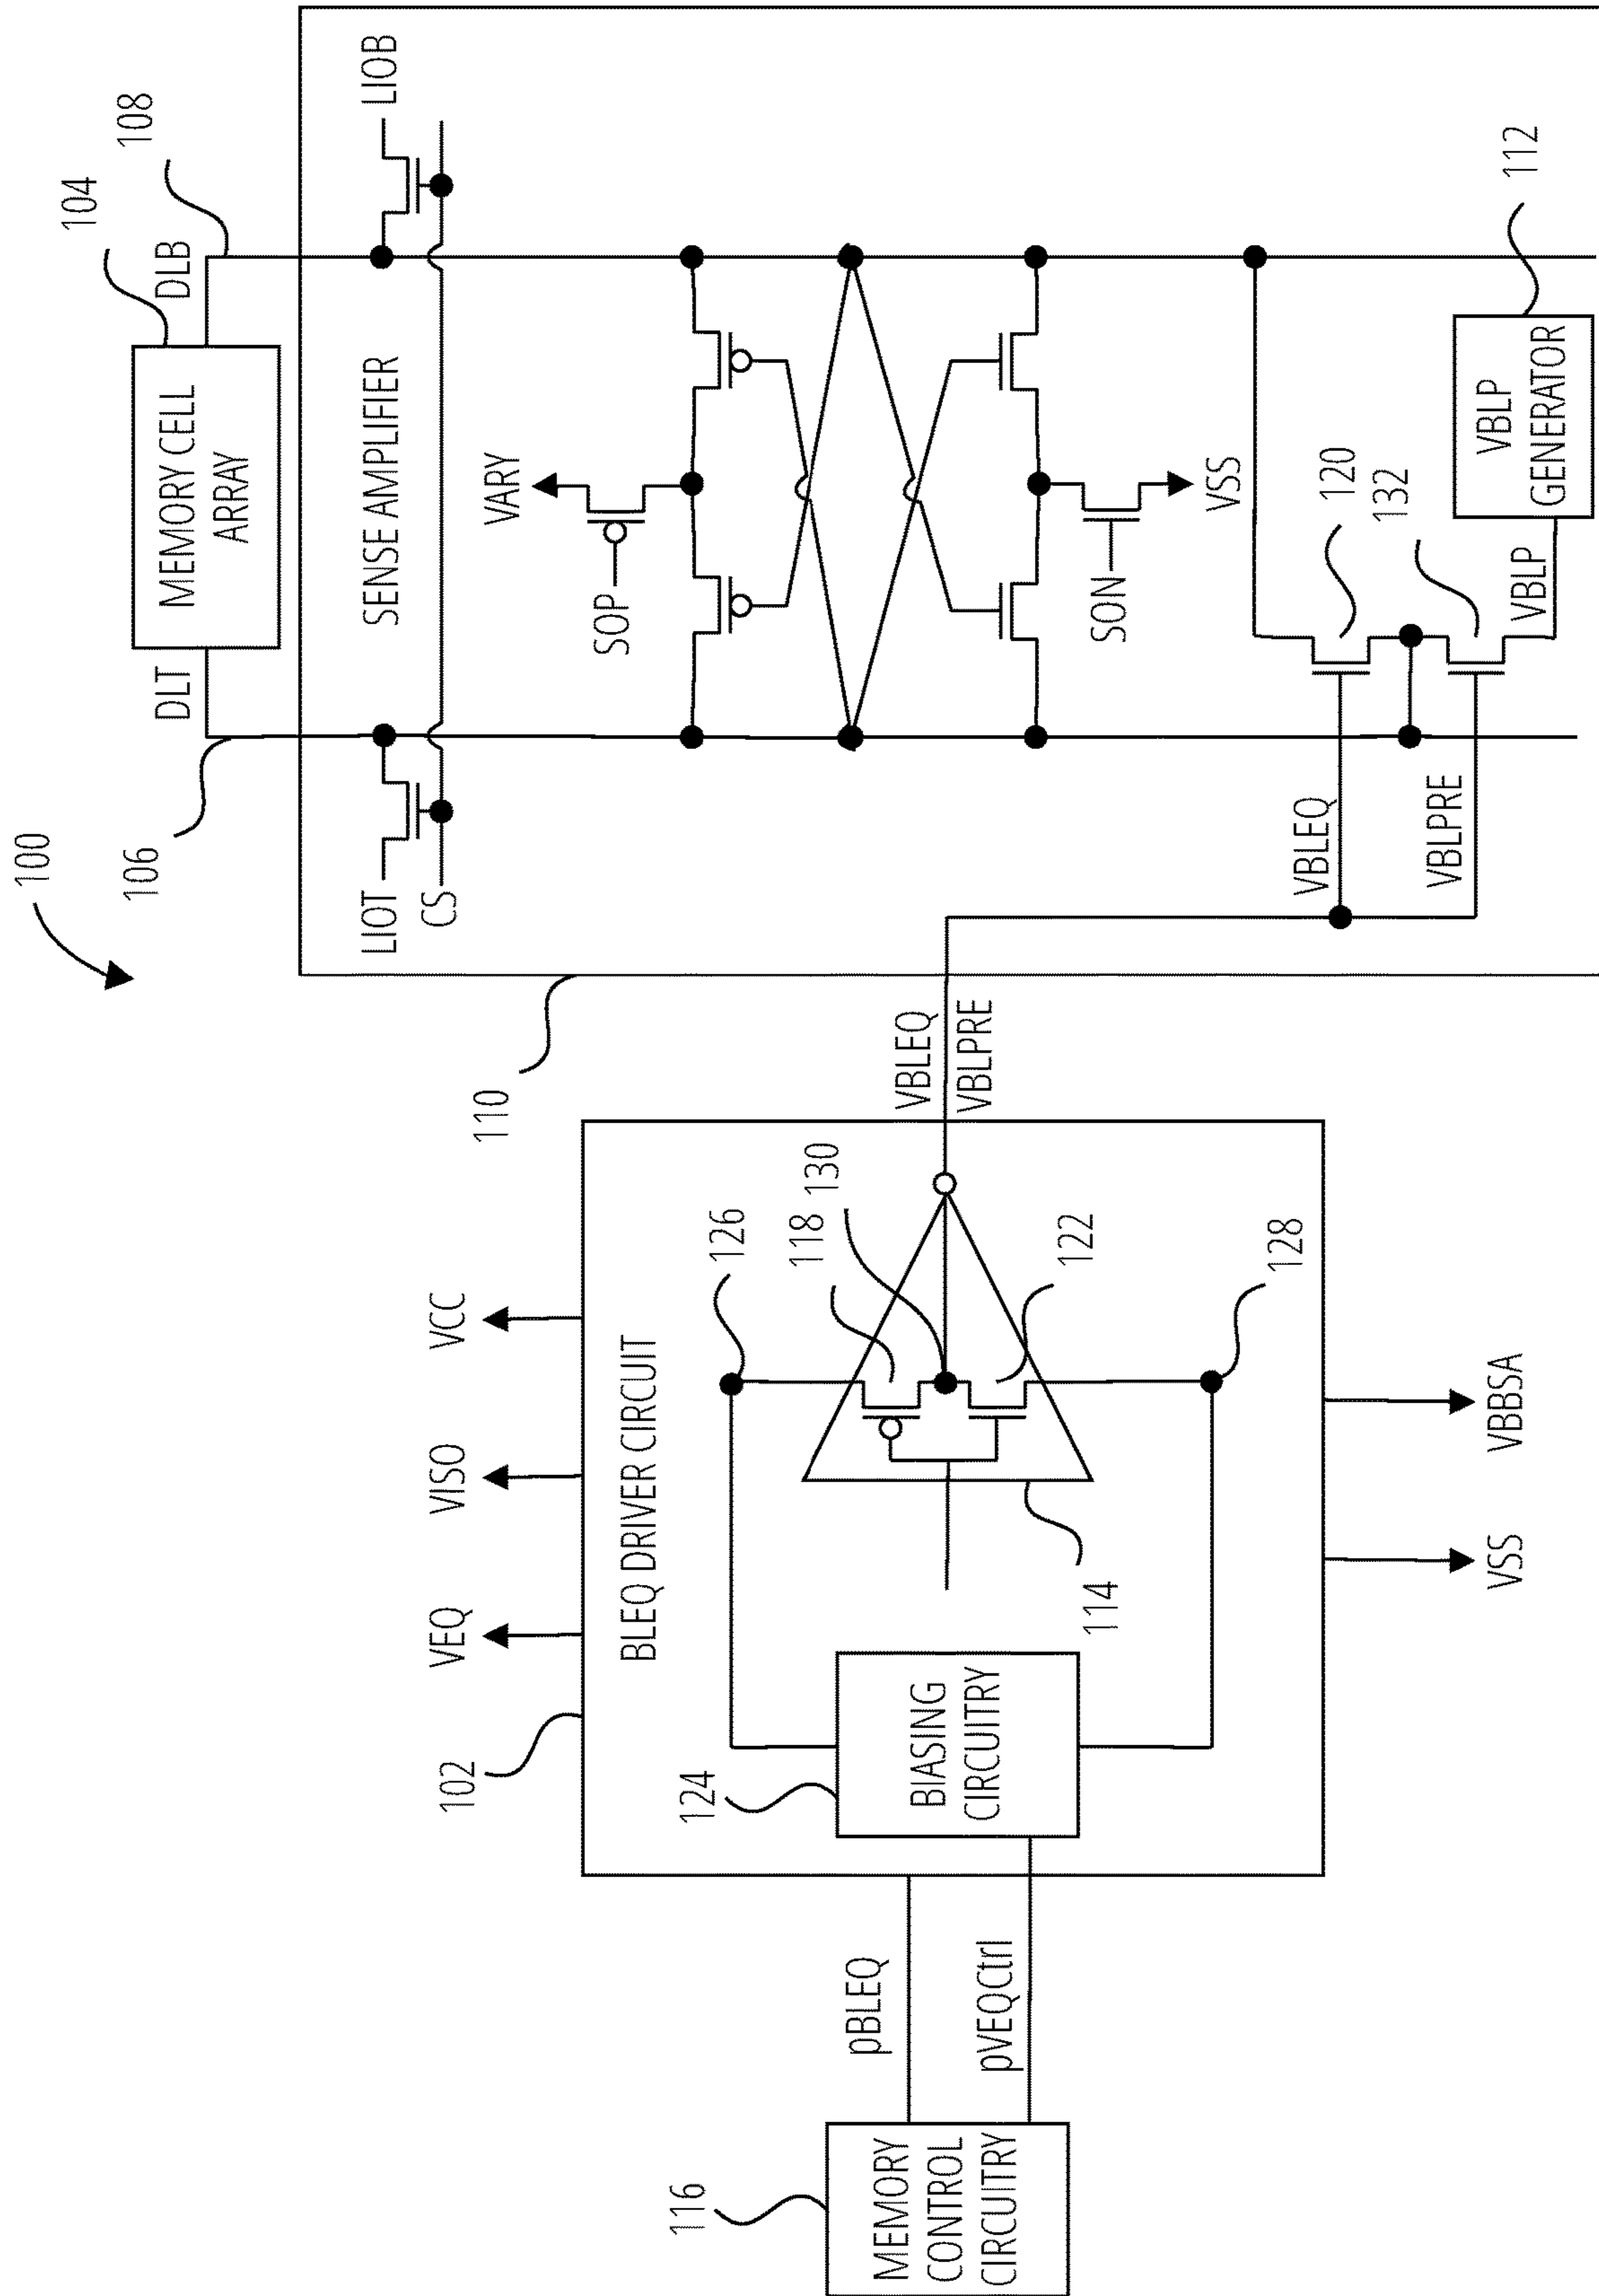 100
104
108
DLT
DLB
MEMORY CELL
ARRAY
106
SENSE AMPLIFIER
LIOT
LIOB
CS
VARY
SOP
SON
VSS
VBLEQ
VBLPRE
120
132
VBLP
VBLP
GENERATOR
112
110
VBLEQ
VBLPRE
VEQ
VISO
VCC
102
BLEQ DRIVER CIRCUIT
126
118
130
122
128
124
BIASING
CIRCUITRY
114
VSS
VBBSA
pBLEQ
pVEQCtrl
116
MEMORY
CONTROL
CIRCUITRY